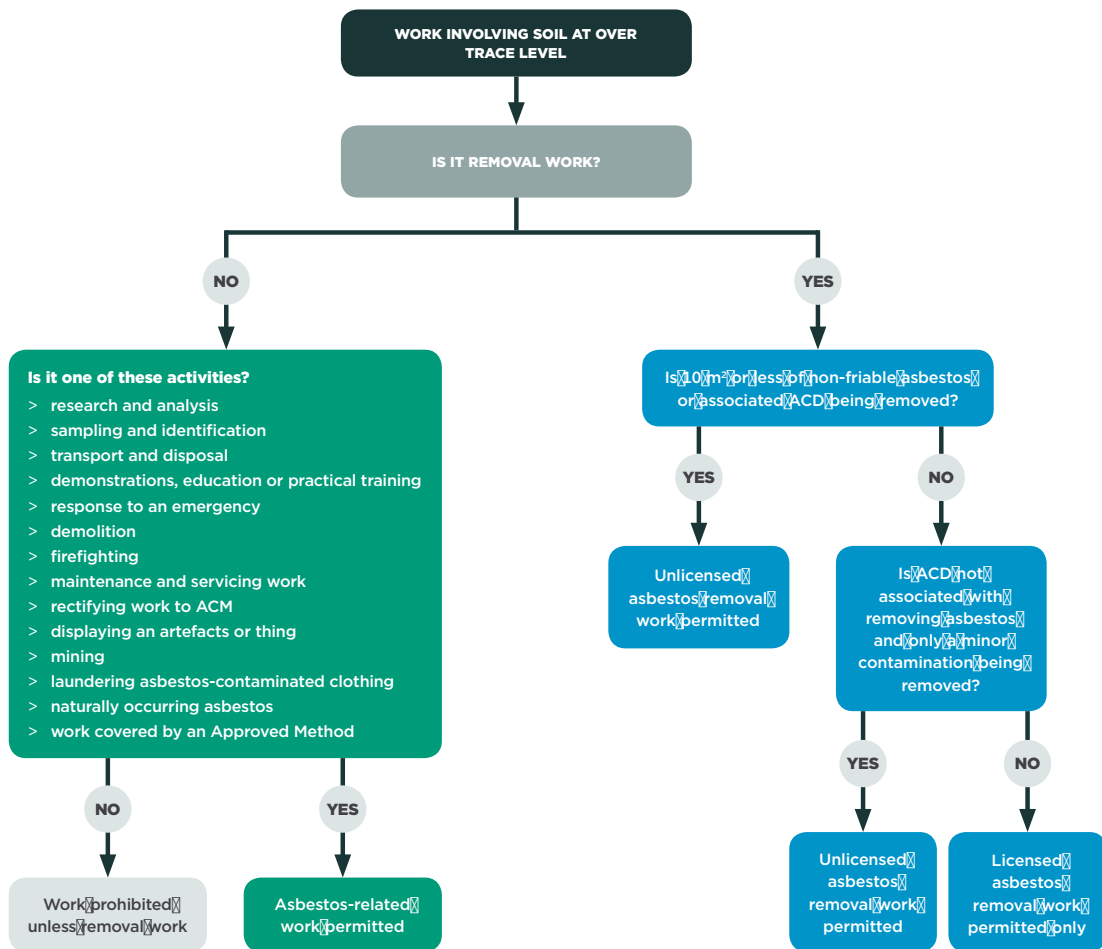 WORK INVOLVING SOIL AT OVER
TRACE LEVEL
IS IT REMOVAL WORK?
NO
YES
Is it one of these activities?
> research and analysis
> sampling and identification
> transport and disposal
> demonstrations, education or practical training
> response to an emergency
> demolition
> firefighting
> maintenance and servicing work
> rectifying work to ACM
> displaying an artefacts or thing
> mining
> laundering asbestos-contaminated clothing
> naturally occurring asbestos
> work covered by an Approved Method
Is 10 m² or less of non-friable asbestos
or associated ACD being removed?
YES
NO
Unlicensed
asbestos removal
work permitted
Is ACD not
associated with
removing asbestos
and only a minor
contamination being
removed?
NO
YES
YES
NO
Work prohibited
unless removal work
Asbestos-related
work permitted
Unlicensed
asbestos
removal work
permitted
Licensed
asbestos
removal work
permitted only